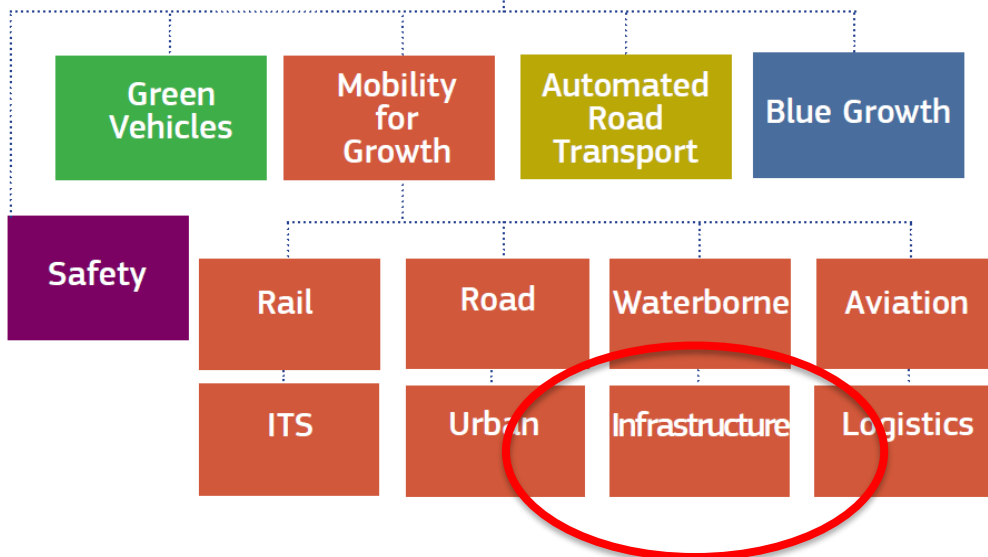 Green
Vehicles
Mobility
for
Growth
Automated
Road
Transport
Blue Growth
Safety
Rail
Road
Waterborne
Aviation
ITS
Urban
Infrastructure
Logistics